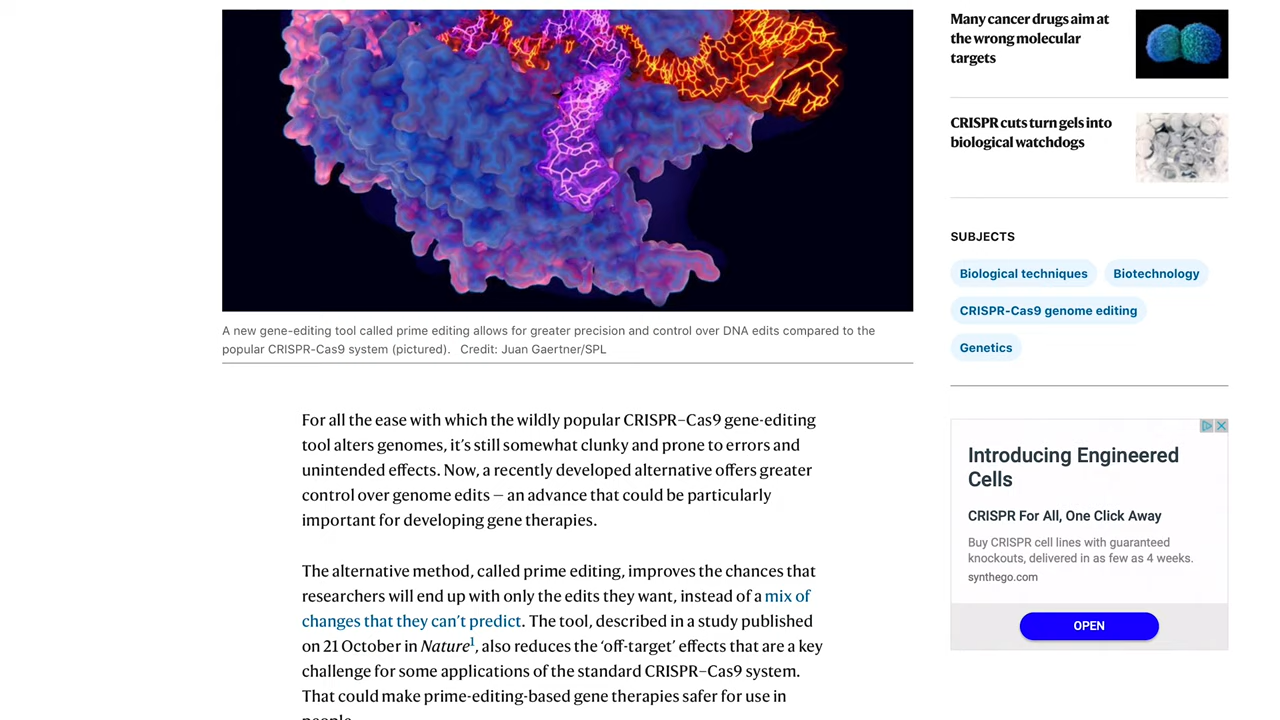 Many cancer drugs aim at
the wrong molecular
targets
CRISPR cuts turn gels into
biological watchdogs
SUBJECTS
Biological techniques
Biotechnology
CRISPR-Cas9 genome editing
Genetics
A new gene-editing tool called prime editing allows for greater precision and control over DNA edits compared to the
popular CRISPR-Cas9 system (pictured).   Credit: Juan Gaertner/SPL
For all the ease with which the wildly popular CRISPR–Cas9 gene-editing
tool alters genomes, it’s still somewhat clunky and prone to errors and
unintended effects. Now, a recently developed alternative offers greater
control over genome edits — an advance that could be particularly
important for developing gene therapies.
The alternative method, called prime editing, improves the chances that
researchers will end up with only the edits they want, instead of a mix of
changes that they can’t predict. The tool, described in a study published
on 21 October in Nature1, also reduces the ‘off-target’ effects that are a key
challenge for some applications of the standard CRISPR–Cas9 system.
That could make prime-editing-based gene therapies safer for use in
people.
Introducing Engineered
Cells
CRISPR For All, One Click Away
Buy CRISPR cell lines with guaranteed
knockouts, delivered in as few as 4 weeks.
synthego.com
OPEN